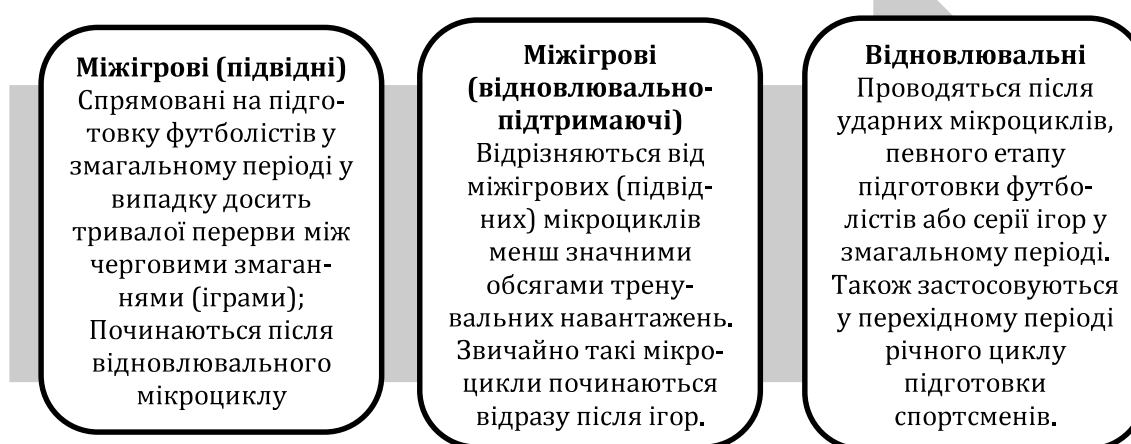 Міжігрові (підвідні)
Спрямовані на підго-
товку футболістів у
змагальному періоді у
випадку досить
тривалої перерви між
черговими змаган-
нями (іграми);
Починаються після
відновлювального
мікроциклу
Міжігрові
(відновлювально-
підтримаючі)
Відрізняються від
міжігрових (підвід-
них) мікроциклів
менш значними
обсягами трену-
вальних навантажень.
Звичайно такі мікро-
цикли починаються
відразу після ігор.
Відновлювальні
Проводяться після
ударних мікроциклів,
певного етапу
підготовки футбо-
лістів або серії ігор у
змагальному періоді.
Також застосовуються
у перехідному періоді
річного циклу
підготовки
спортсменів.